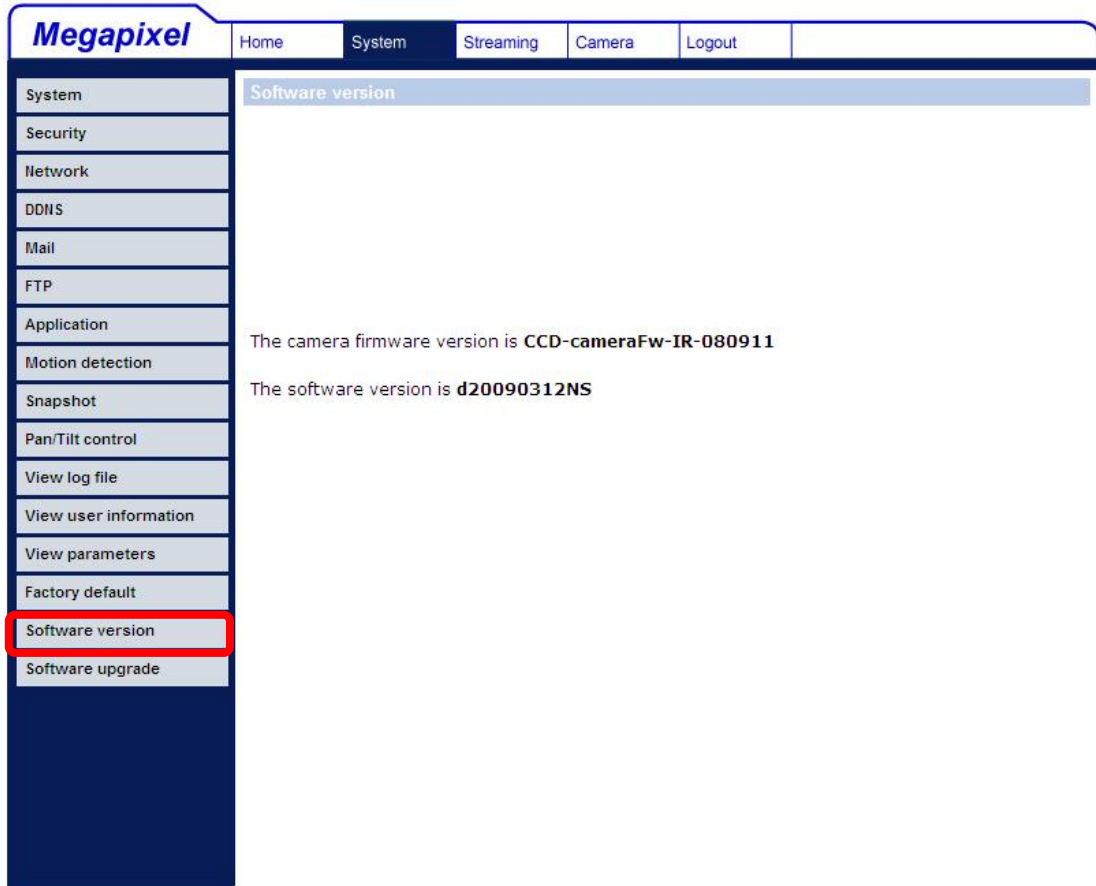 Megapixel
Home System Streaming Camera Logout
Software version
System
Security
Network
DDNS
Mail
FTP
Application
Motion detection
Snapshot
Pan/Tilt control
View log file
View user information
View parameters
Factory default
Software version
Software upgrade
The camera firmware version is CCD-cameraFw-IR-080911
The software version is d20090312NS